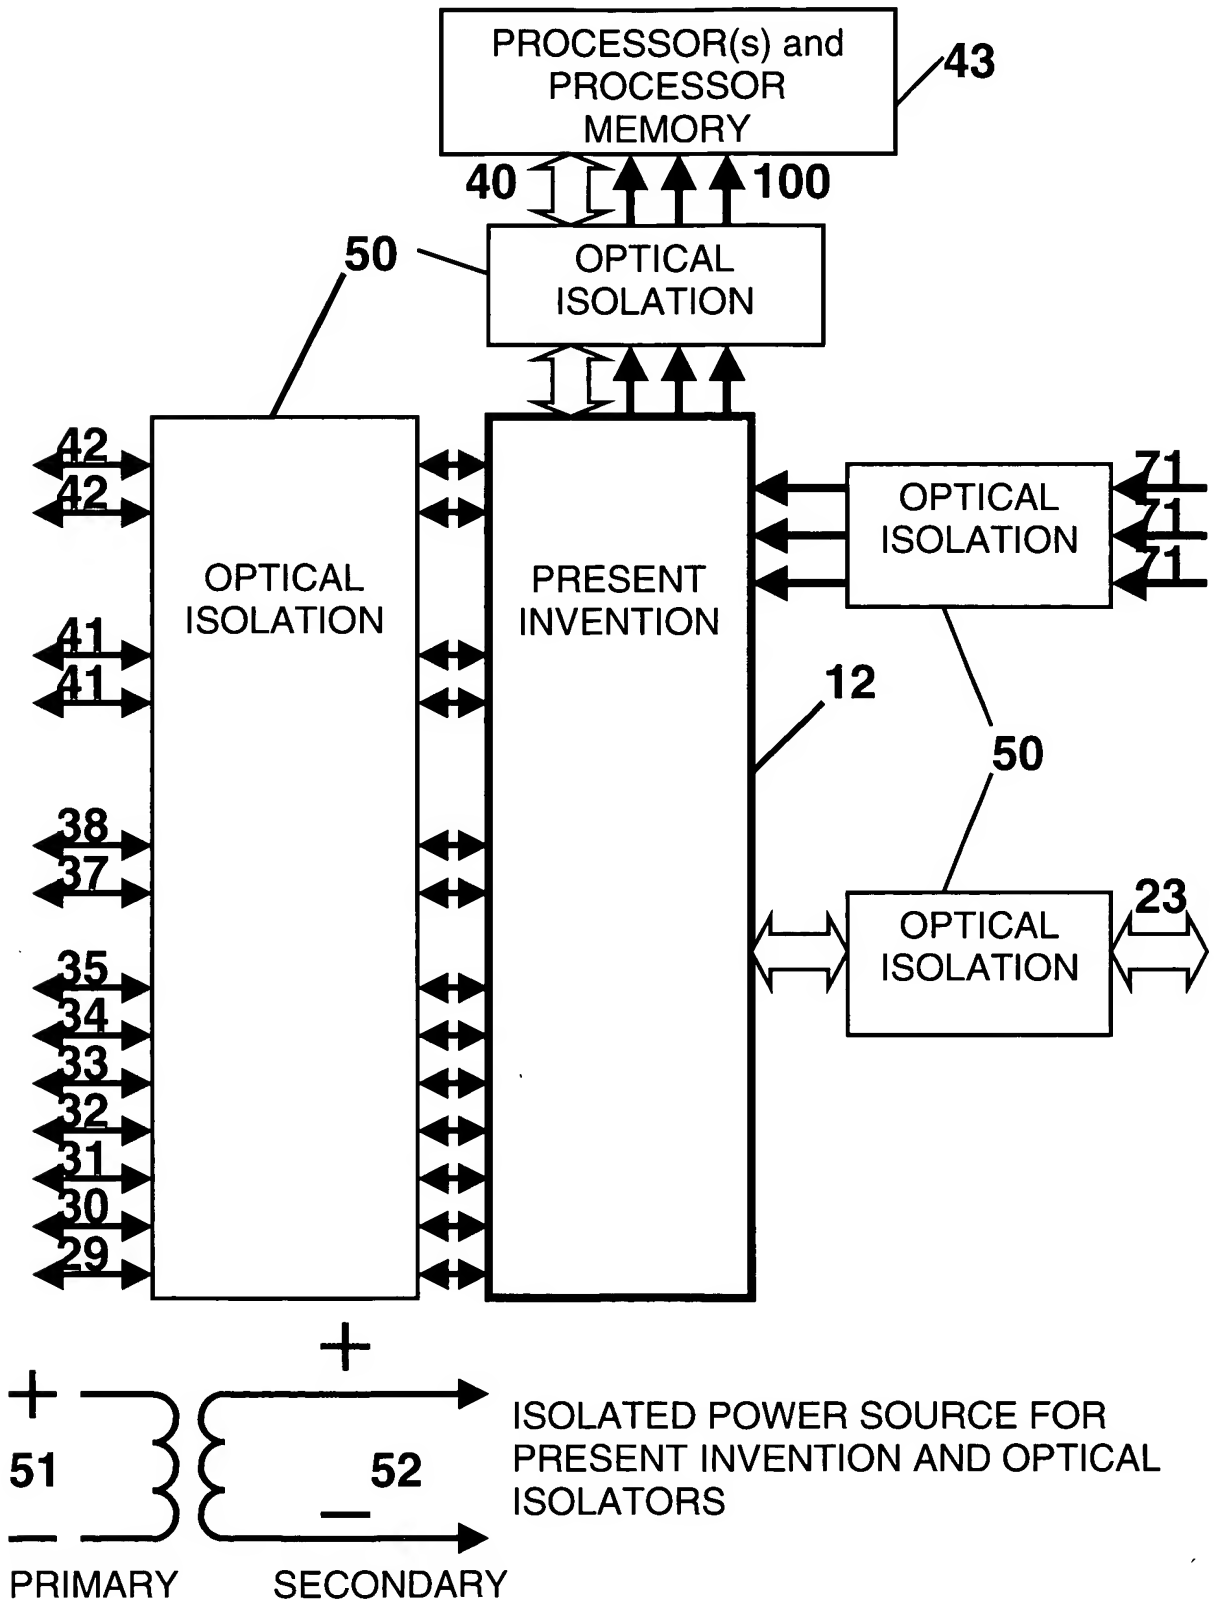 PROCESSOR(s) and
PROCESSOR
MEMORY
43
40
100
50
OPTICAL
ISOLATION
42
42
OPTICAL
ISOLATION
41
41
38
37
35
34
33
32
31
30
29
PRESENT
INVENTION
12
OPTICAL
ISOLATION
71
71
71
50
OPTICAL
ISOLATION
23
+
+
51
52
—
—
PRIMARY
SECONDARY
ISOLATED POWER SOURCE FOR
PRESENT INVENTION AND OPTICAL
ISOLATORS